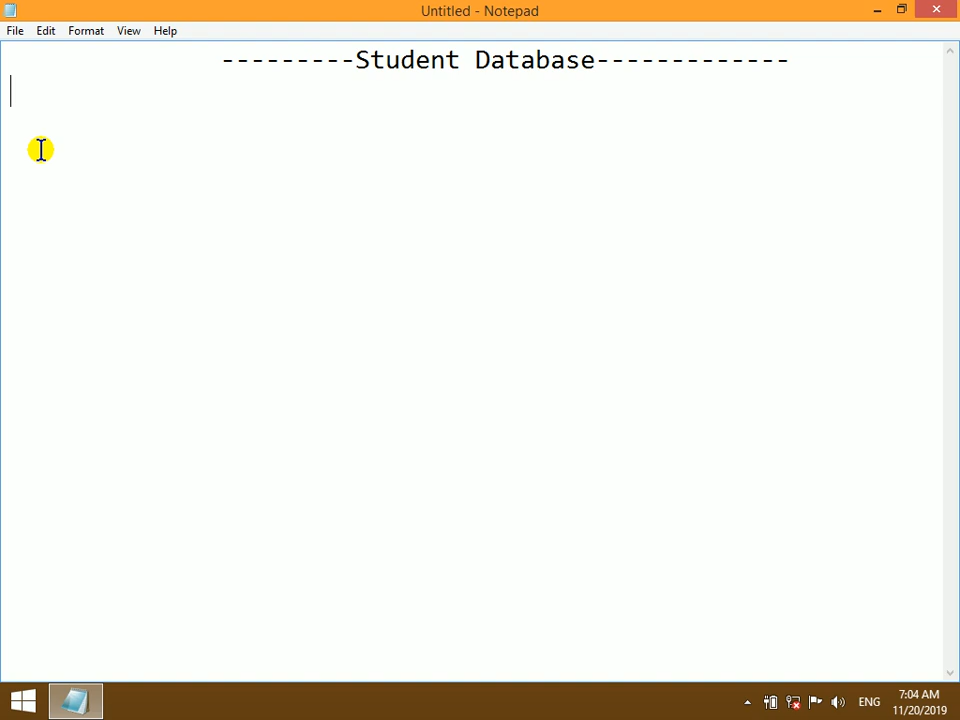 Untitled - Notepad
File Edit Format View Help
---------Student Database-------------
ENG
7:04 AM
11/20/2019